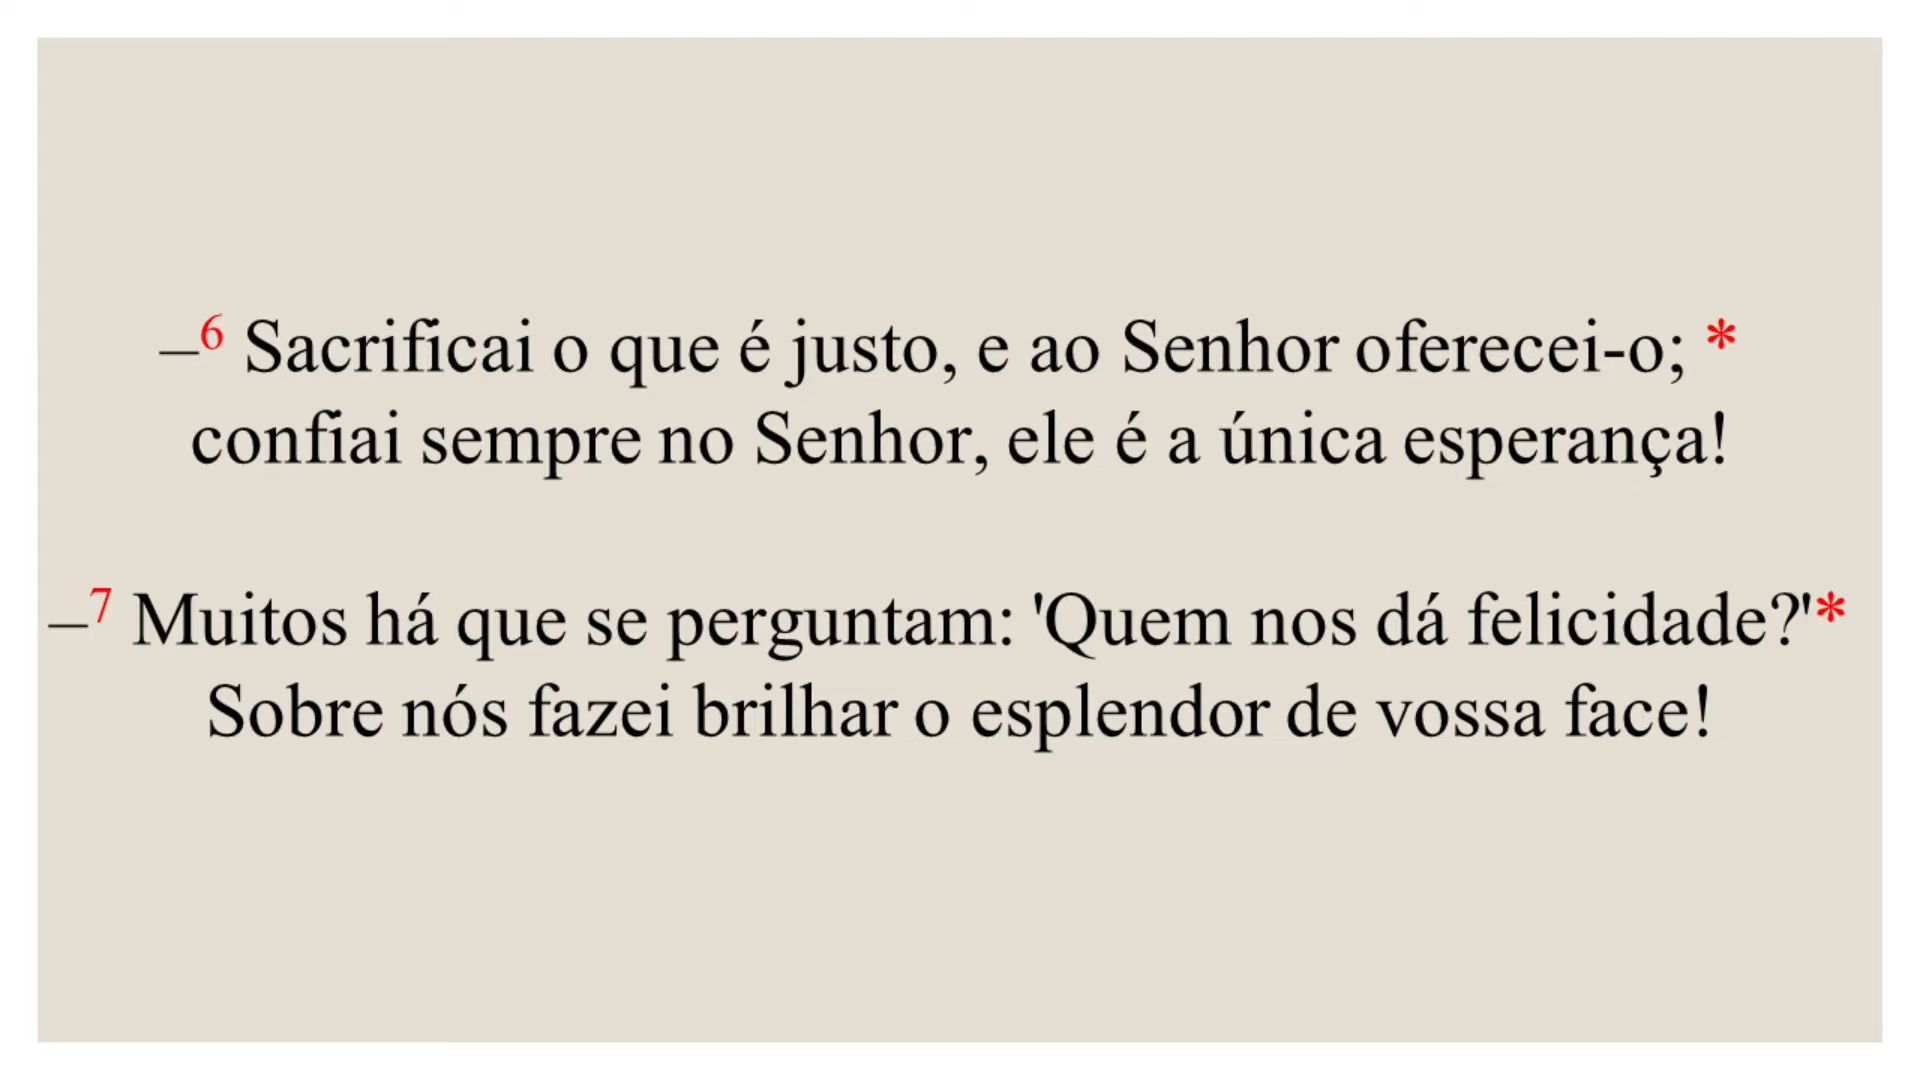 –6 Sacrificai o que é justo, e ao Senhor oferecei-o; *
confiai sempre no Senhor, ele é a única esperança!
–7 Muitos há que se perguntam: 'Quem nos dá felicidade?'*
Sobre nós fazei brilhar o esplendor de vossa face!